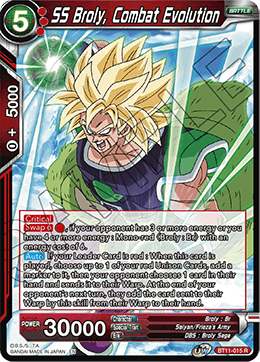 5
SS Broly, Combat Evolution
BATTLE
0 + 5000
Critical
Swap 6 , if your opponent has 3 or more energy or you
have 4 or more energy : Mono-red ‹Broly : Br› with an
energy cost of 6.
Auto If your Leader Card is red : When this card is
played, choose up to 1 of your red Unison Cards, add a
marker to it, then your opponent chooses 1 card in their
hand and sends it to their Warp. At the end of your
opponent's next turn, they add the card sent to their
Warp by this skill from their Warp to their hand.
POWER
30000
Character
Broly : Br
Special Trait
Saiyan/Frieza's Army
Era
DBS : Broly Saga
MADE IN JAPAN
BT11-015 R